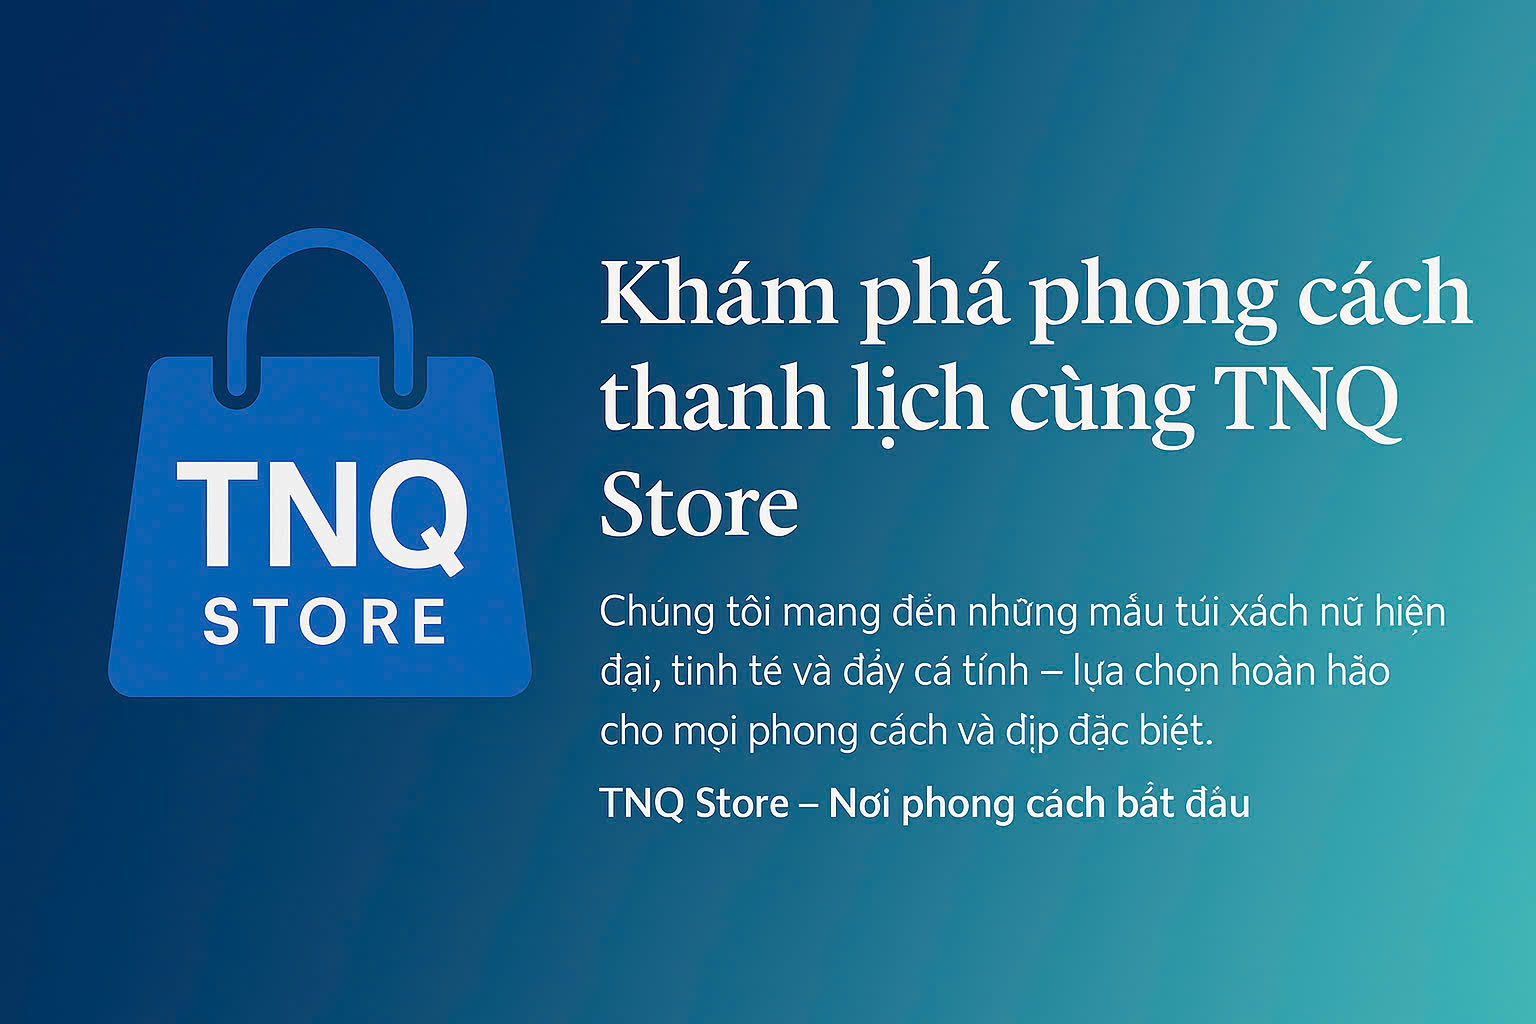 TNQ
STORE
Khám phá phong cách
thanh lịch cùng TNQ
Store
Chúng tôi mang đến những mẫu túi xách nữ hiện
đại, tinh té và đầy cá tính – lựa chọn hoàn hảo
cho mọi phong cách và dịp đặc biệt.
TNQ Store – Nơi phong cách bắt đầu